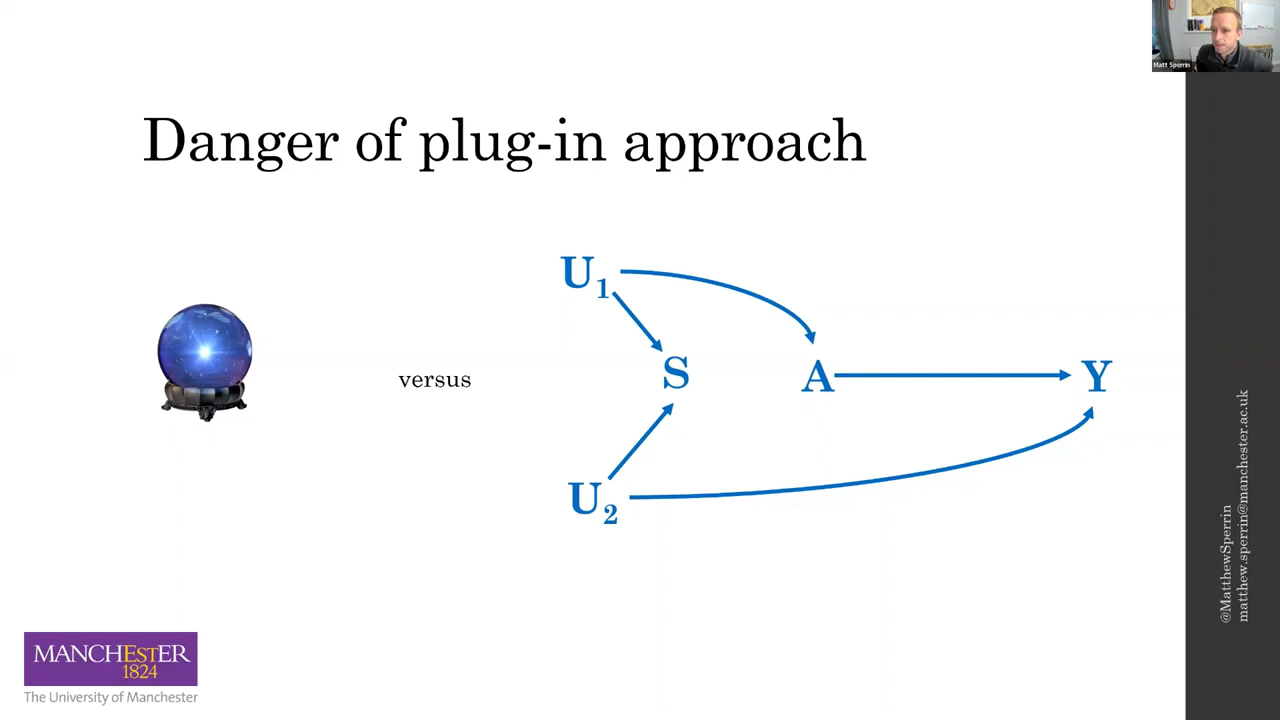 Matt Sperrin
Danger of plug-in approach
U1
S
A
Y
versus
U2
@MatthewSperrin
matthew.sperrin@manchester.ac.uk
MANCHESTER
1824
The University of Manchester